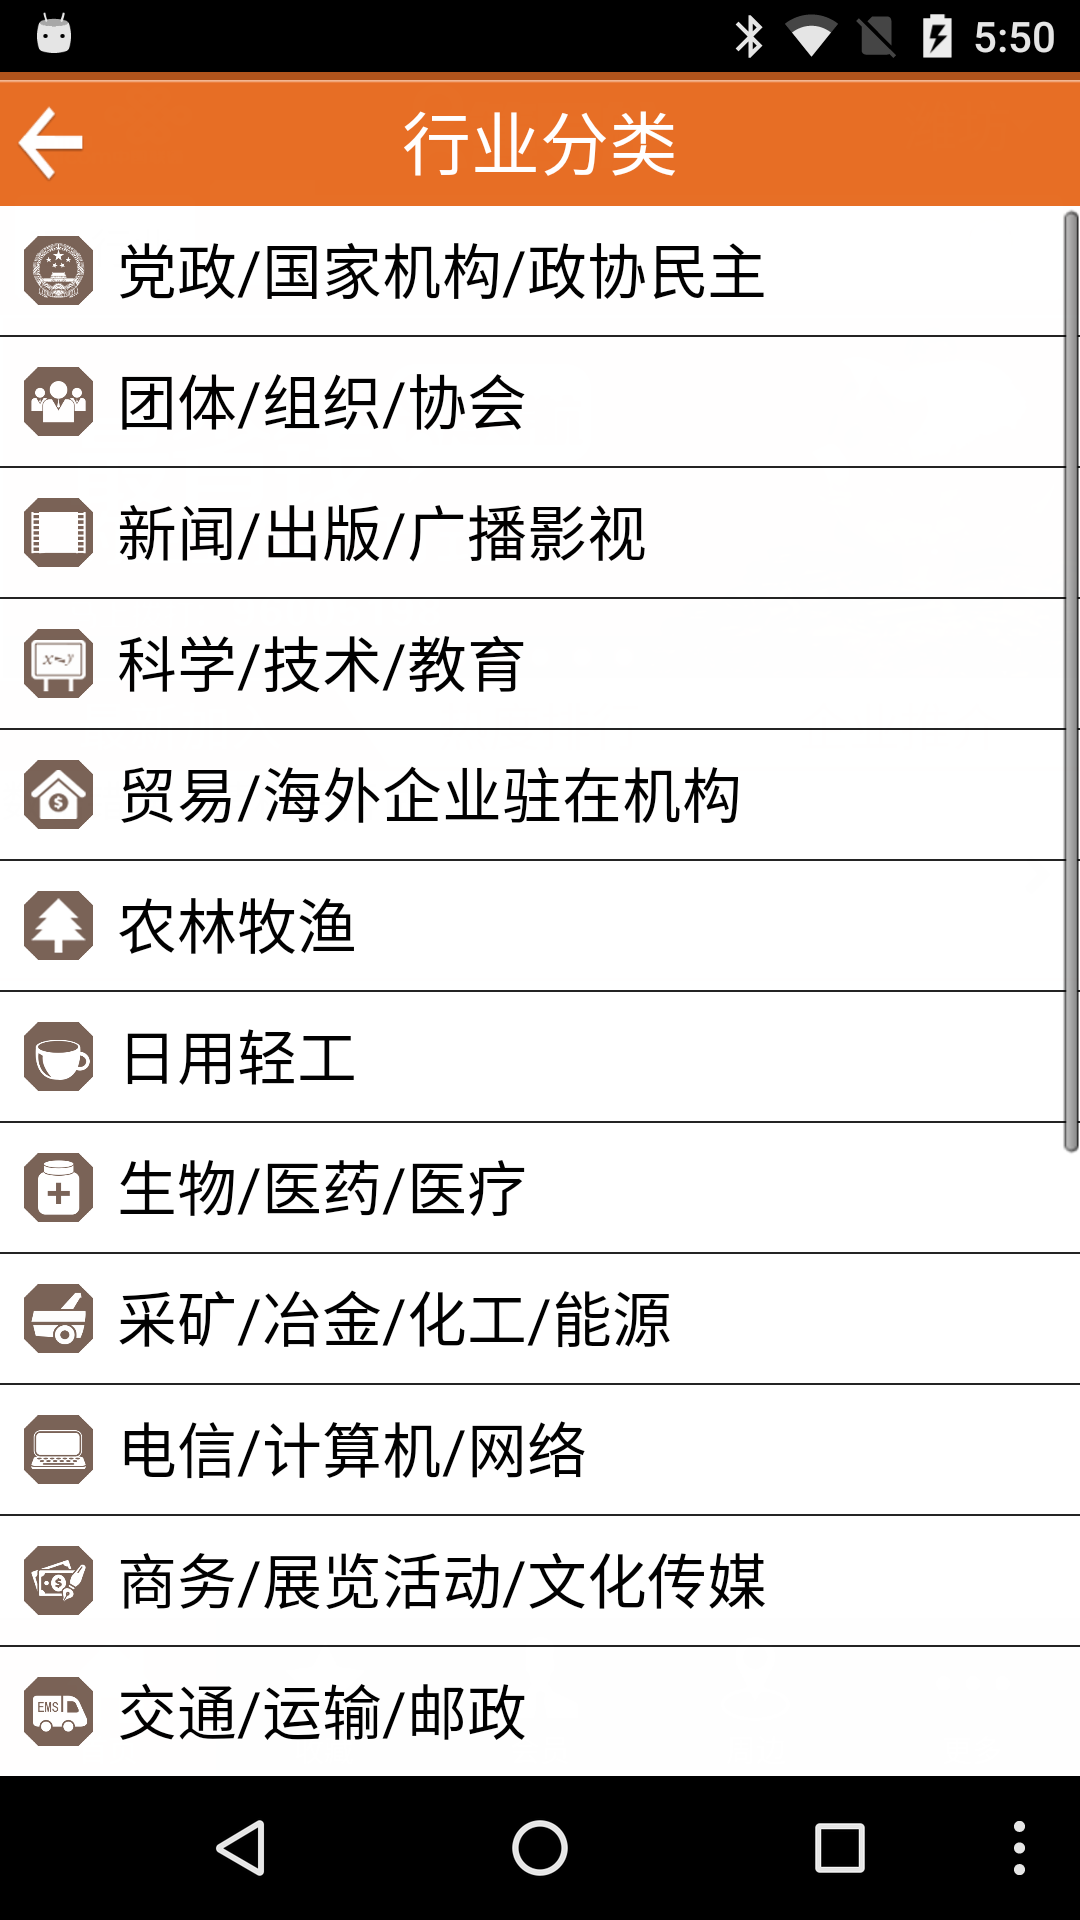 5:50
行业分类
党政/国家机构/政协民主
团体/组织/协会
新闻/出版/广播影视
x=y
科学/技术/教育
贸易/海外企业驻在机构
农林牧渔
日用轻工
生物/医药/医疗
采矿/冶金/化工/能源
电信/计算机/网络
商务/展览活动/文化传媒
EMS
交通/运输/邮政